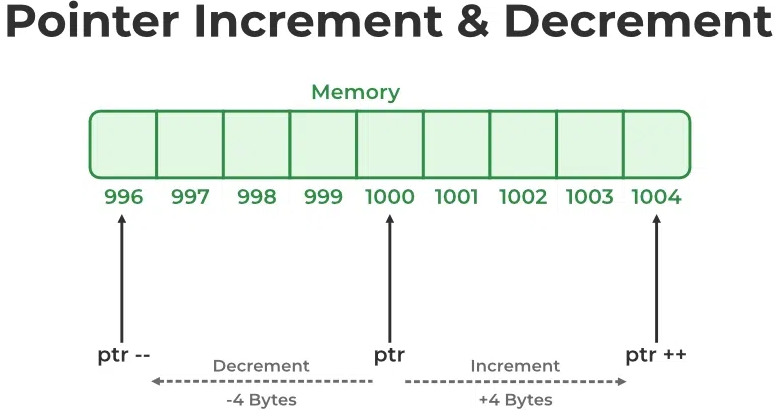 Pointer Increment & Decrement
Memory
996 997 998 999 1000 1001 1002 1003 1004
ptr -- ptr ptr ++
Decrement Increment
-4 Bytes +4 Bytes